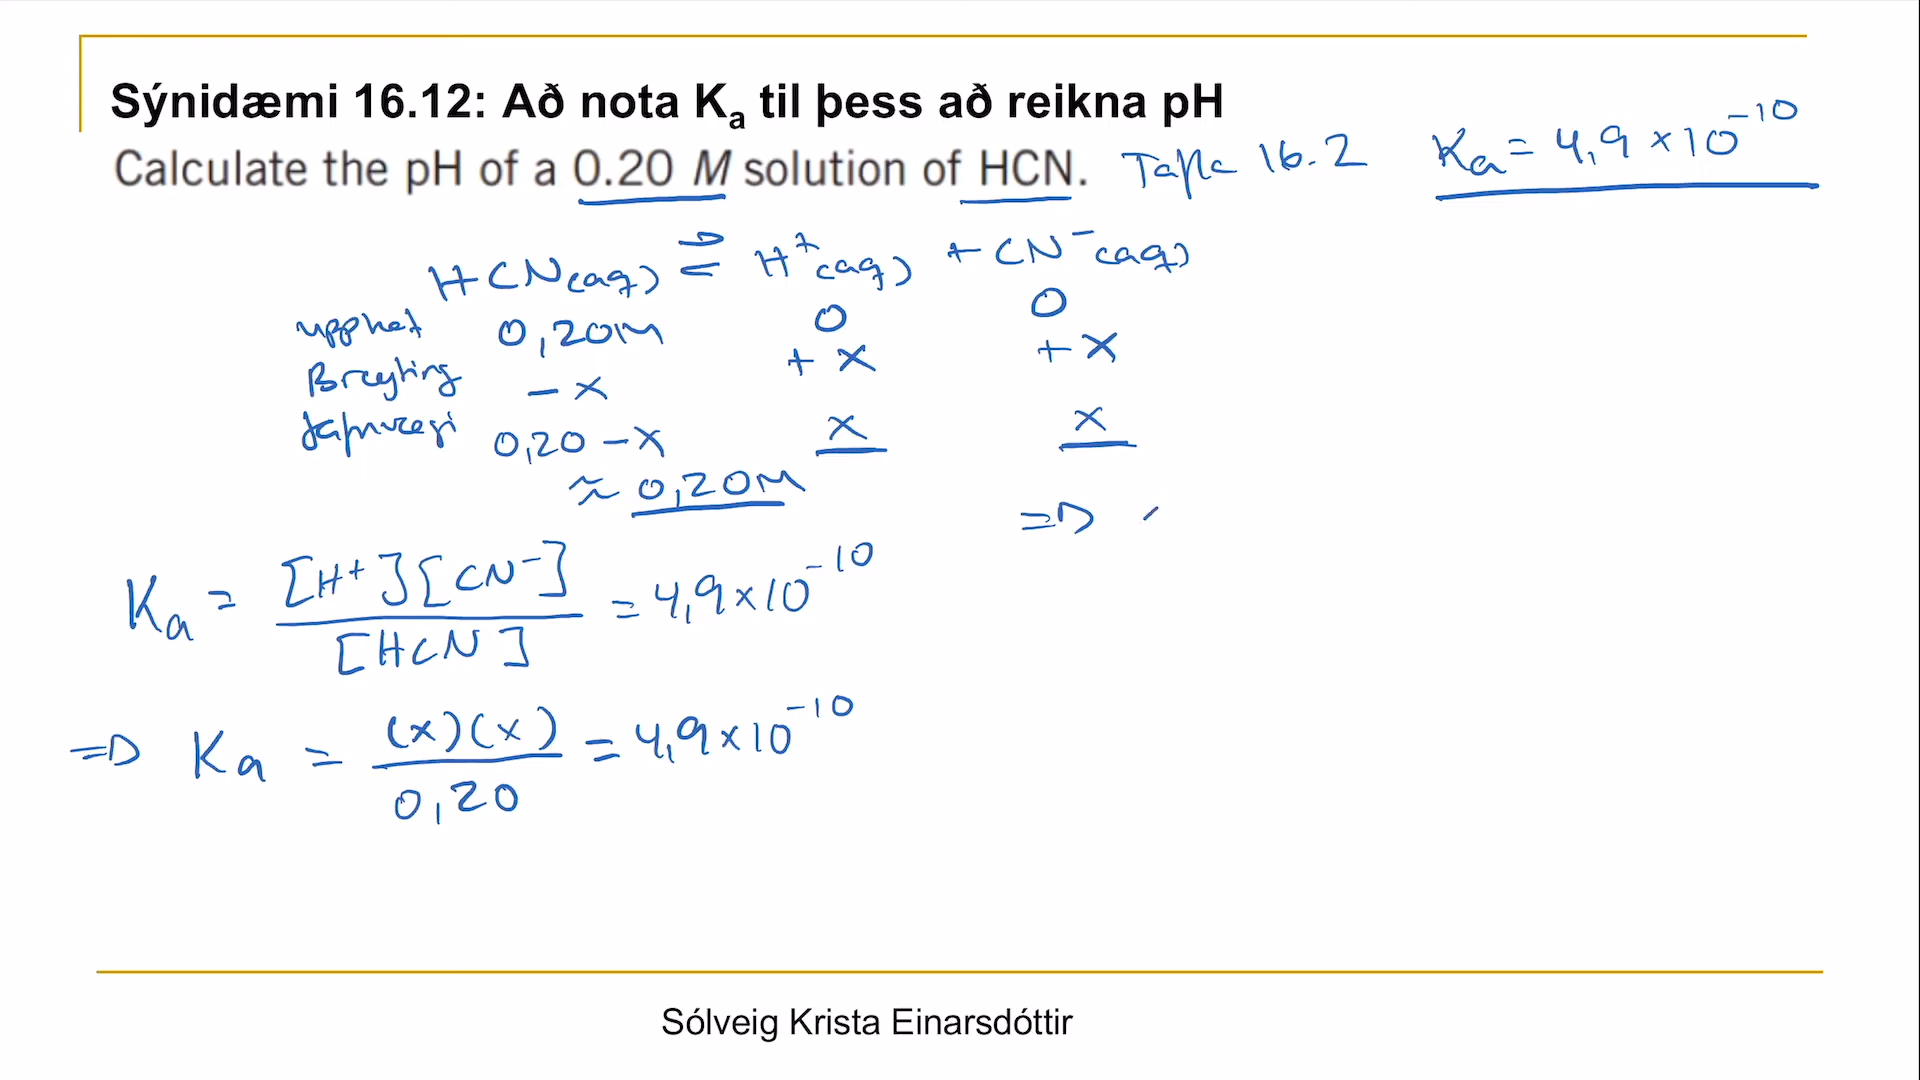 Sýnidæmi 16.12: Að nota Kₐ til þess að reikna pH
Calculate the pH of a 0.20 M solution of HCN. Tafla 16.2 Kₐ = 4,9 × 10⁻¹⁰
HCN(aq) ⇌ H⁺(aq) + CN⁻(aq)
upphaf 0,20M 0 0
Breyting - x + x + x
Jafnvægi 0,20 - x x x
≈ 0,20M
⇒
Kₐ = [H⁺][CN⁻] / [HCN] = 4,9 × 10⁻¹⁰
⇒ Kₐ = (x)(x) / 0,20 = 4,9 × 10⁻¹⁰
Sólveig Krista Einarsdóttir